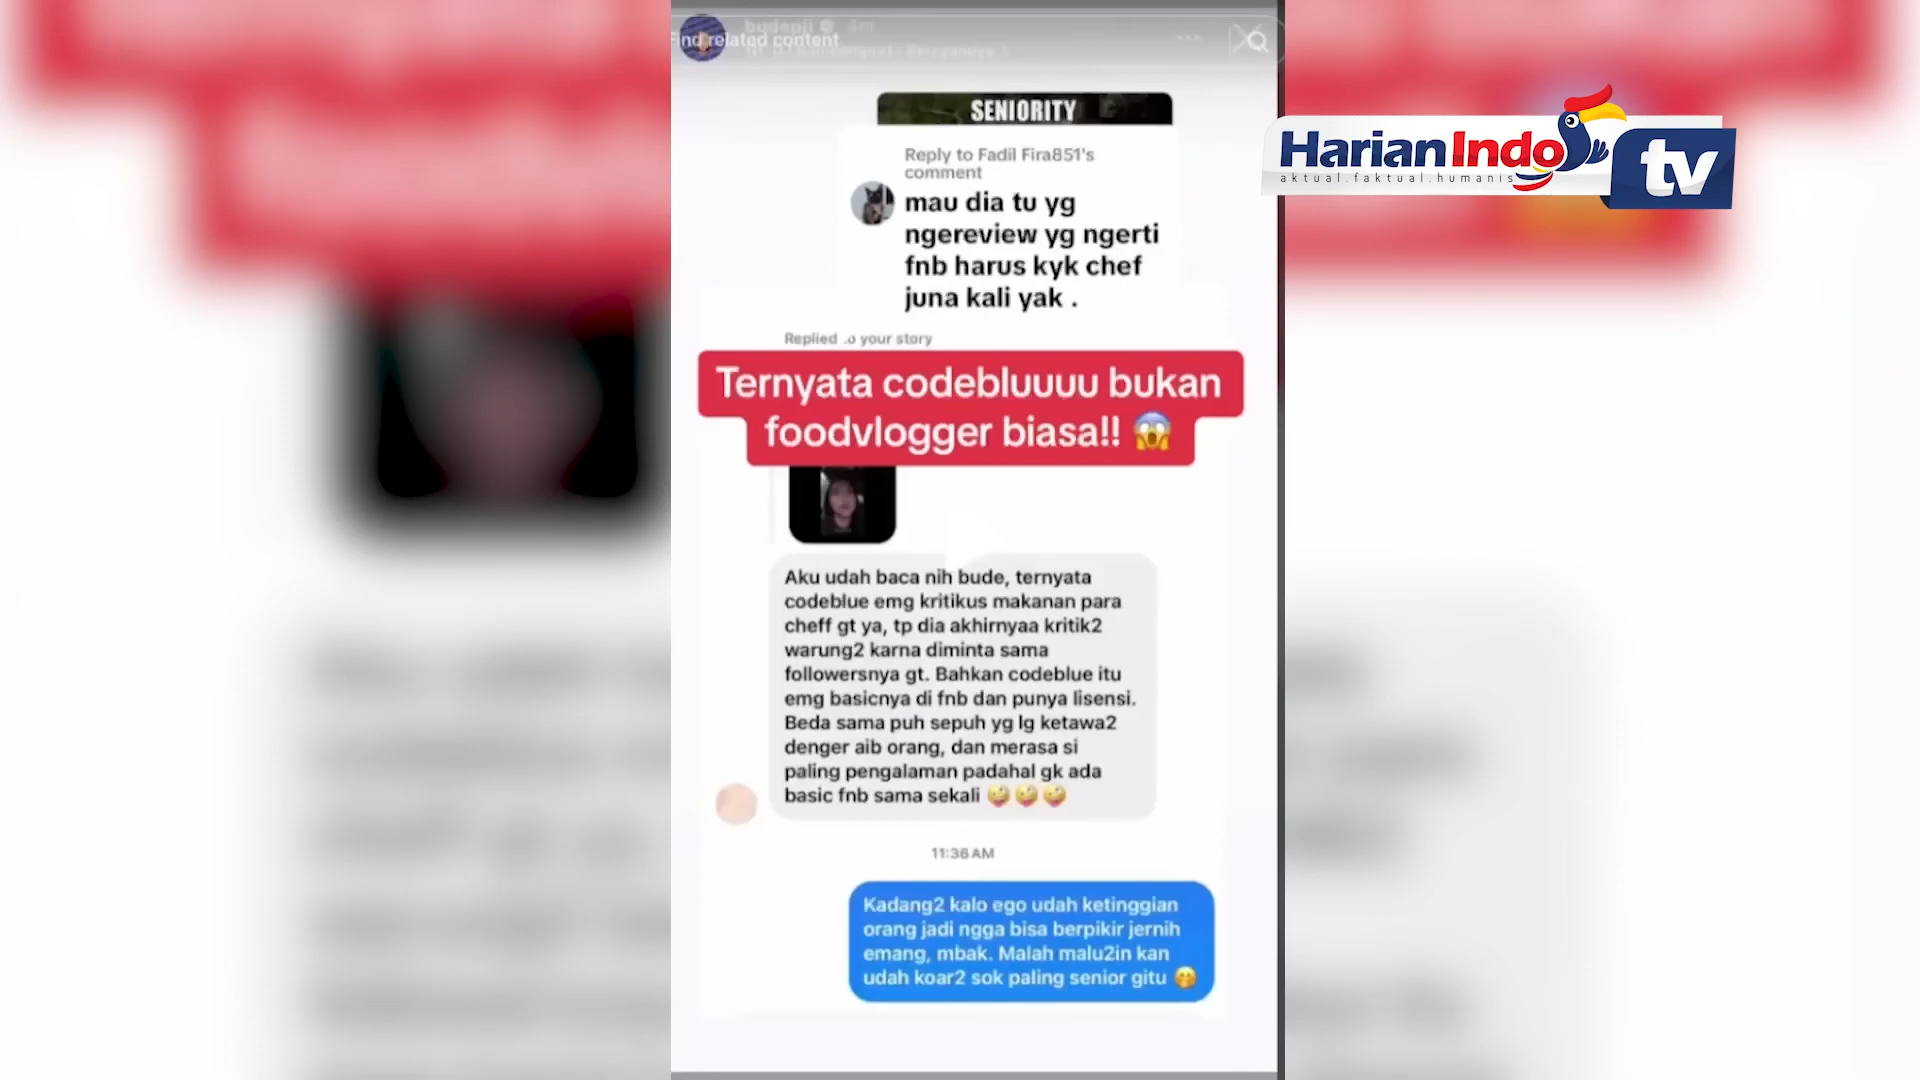 budepji
Find related content
SENIORITY
HarianIndo tv
aktual.faktual.humanis
Reply to Fadil Fira851's
comment
mau dia tu yg
ngereview yg ngerti
fnb harus kyk chef
juna kali yak .
Replied .o your story
Ternyata codebluuuu bukan
foodvlogger biasa!! 😱
Aku udah baca nih bude, ternyata
codeblue emg kritikus makanan para
cheff gt ya, tp dia akhirnyaa kritik2
warung2 karna diminta sama
followersnya gt. Bahkan codeblue itu
emg basicnya di fnb dan punya lisensi.
Beda sama puh sepuh yg lg ketawa2
denger aib orang, dan merasa si
paling pengalaman padahal gk ada
basic fnb sama sekali 🤪🤪🤪
11:36 AM
Kadang2 kalo ego udah ketinggian
orang jadi ngga bisa berpikir jernih
emang, mbak. Malah malu2in kan
udah koar2 sok paling senior gitu 🤭